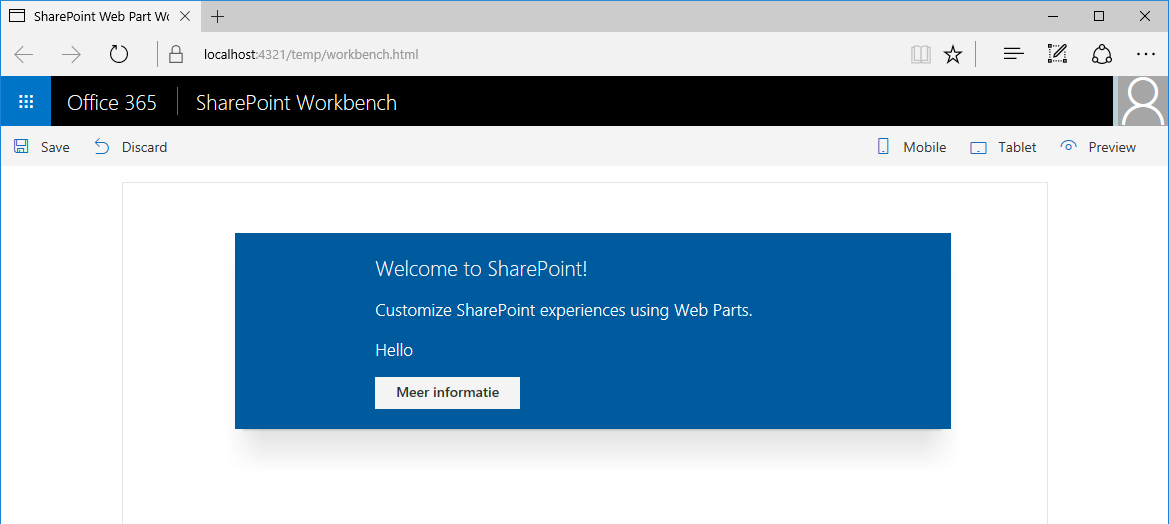 SharePoint Web Part Wo
localhost:4321/temp/workbench.html
Office 365 SharePoint Workbench
Save Discard Mobile Tablet Preview
Welcome to SharePoint!
Customize SharePoint experiences using Web Parts.
Hello
Meer informatie